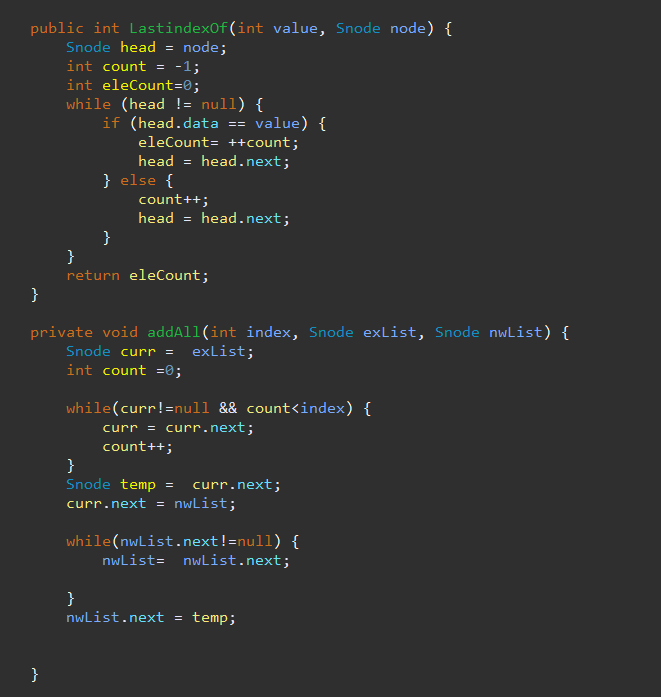 public int LastindexOf(int value, Snode node) {
Snode head = node;
int count = -1;
int eleCount=0;
while (head != null) {
if (head.data == value) {
eleCount= ++count;
head = head.next;
} else {
count++;
head = head.next;
}
}
return eleCount;
}
private void addAll(int index, Snode exList, Snode nwList) {
Snode curr =  exList;
int count =0;
while(curr!=null && count<index) {
curr = curr.next;
count++;
}
Snode temp =  curr.next;
curr.next = nwList;
while(nwList.next!=null) {
nwList=  nwList.next;
}
nwList.next = temp;
}